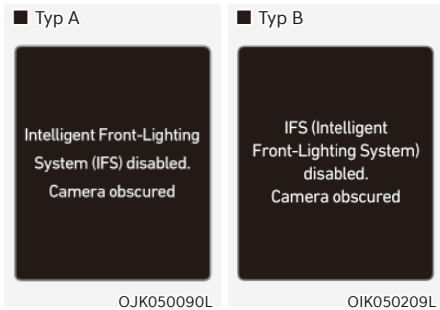 ■ Typ A
Intelligent Front-Lighting
System (IFS) disabled.
Camera obscured
OJK050090L
■ Typ B
IFS (Intelligent
Front-Lighting System)
disabled.
Camera obscured
OIK050209L